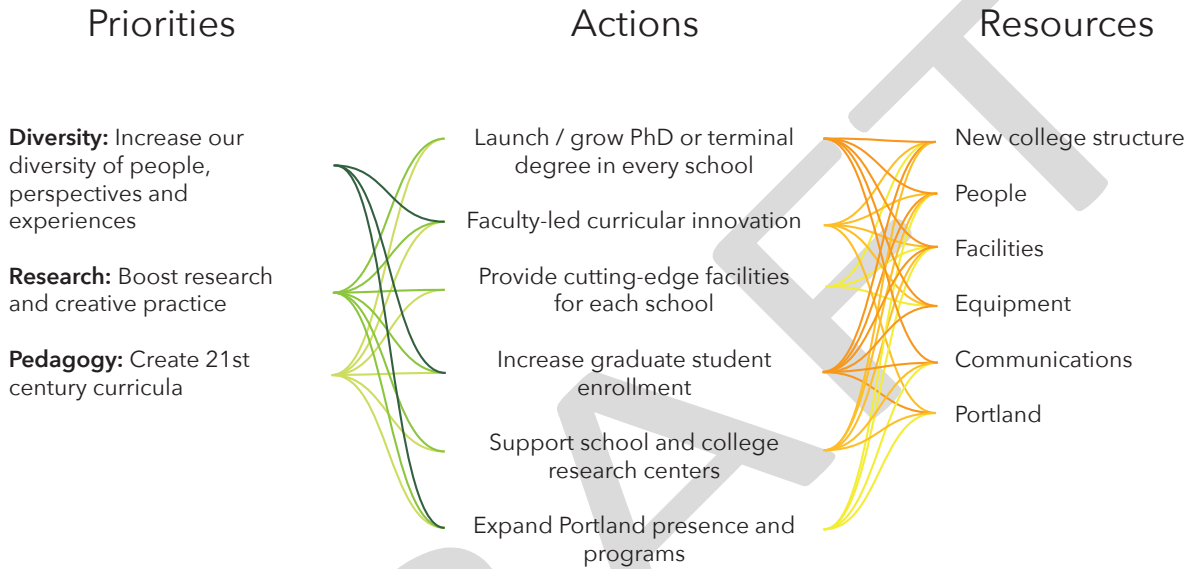 Priorities
Actions
Resources
Diversity: Increase our
diversity of people,
perspectives and
experiences
Research: Boost research
and creative practice
Pedagogy: Create 21st
century curricula
Launch / grow PhD or terminal
degree in every school
Faculty-led curricular innovation
Provide cutting-edge facilities
for each school
Increase graduate student
enrollment
Support school and college
research centers
Expand Portland presence and
programs
New college structure
People
Facilities
Equipment
Communications
Portland